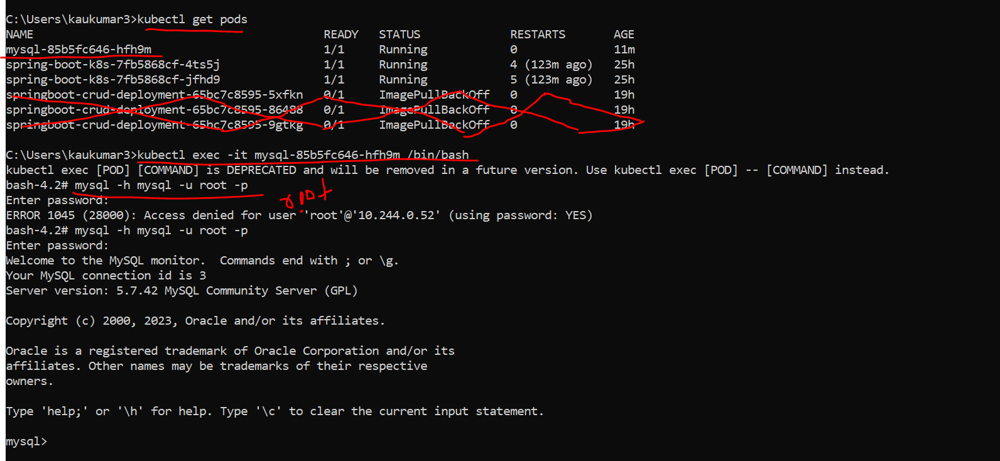 C:\Users\kaukumar3>kubectl get pods
NAME READY STATUS RESTARTS AGE
mysql-85b5fc646-hfh9m 1/1 Running 0 11m
spring-boot-k8s-7fb5868cf-4ts5j 1/1 Running 4 (123m ago) 25h
spring-boot-k8s-7fb5868cf-jfhd9 1/1 Running 5 (123m ago) 25h
springboot-crud-deployment-65bc7c8595-5xfkn 0/1 ImagePullBackOff 0 19h
springboot-crud-deployment-65bc7c8595-86488 0/1 ImagePullBackOff 0 19h
springboot-crud-deployment-65bc7c8595-9gtkg 0/1 ImagePullBackOff 0 19h
C:\Users\kaukumar3>kubectl exec -it mysql-85b5fc646-hfh9m /bin/bash
kubectl exec [POD] [COMMAND] is DEPRECATED and will be removed in a future version. Use kubectl exec [POD] -- [COMMAND] instead.
bash-4.2# mysql -h mysql -u root -p
Enter password:
root
ERROR 1045 (28000): Access denied for user 'root'@'10.244.0.52' (using password: YES)
bash-4.2# mysql -h mysql -u root -p
Enter password:
Welcome to the MySQL monitor.  Commands end with ; or \g.
Your MySQL connection id is 3
Server version: 5.7.42 MySQL Community Server (GPL)
Copyright (c) 2000, 2023, Oracle and/or its affiliates.
Oracle is a registered trademark of Oracle Corporation and/or its
affiliates. Other names may be trademarks of their respective
owners.
Type 'help;' or '\h' for help. Type '\c' to clear the current input statement.
mysql>